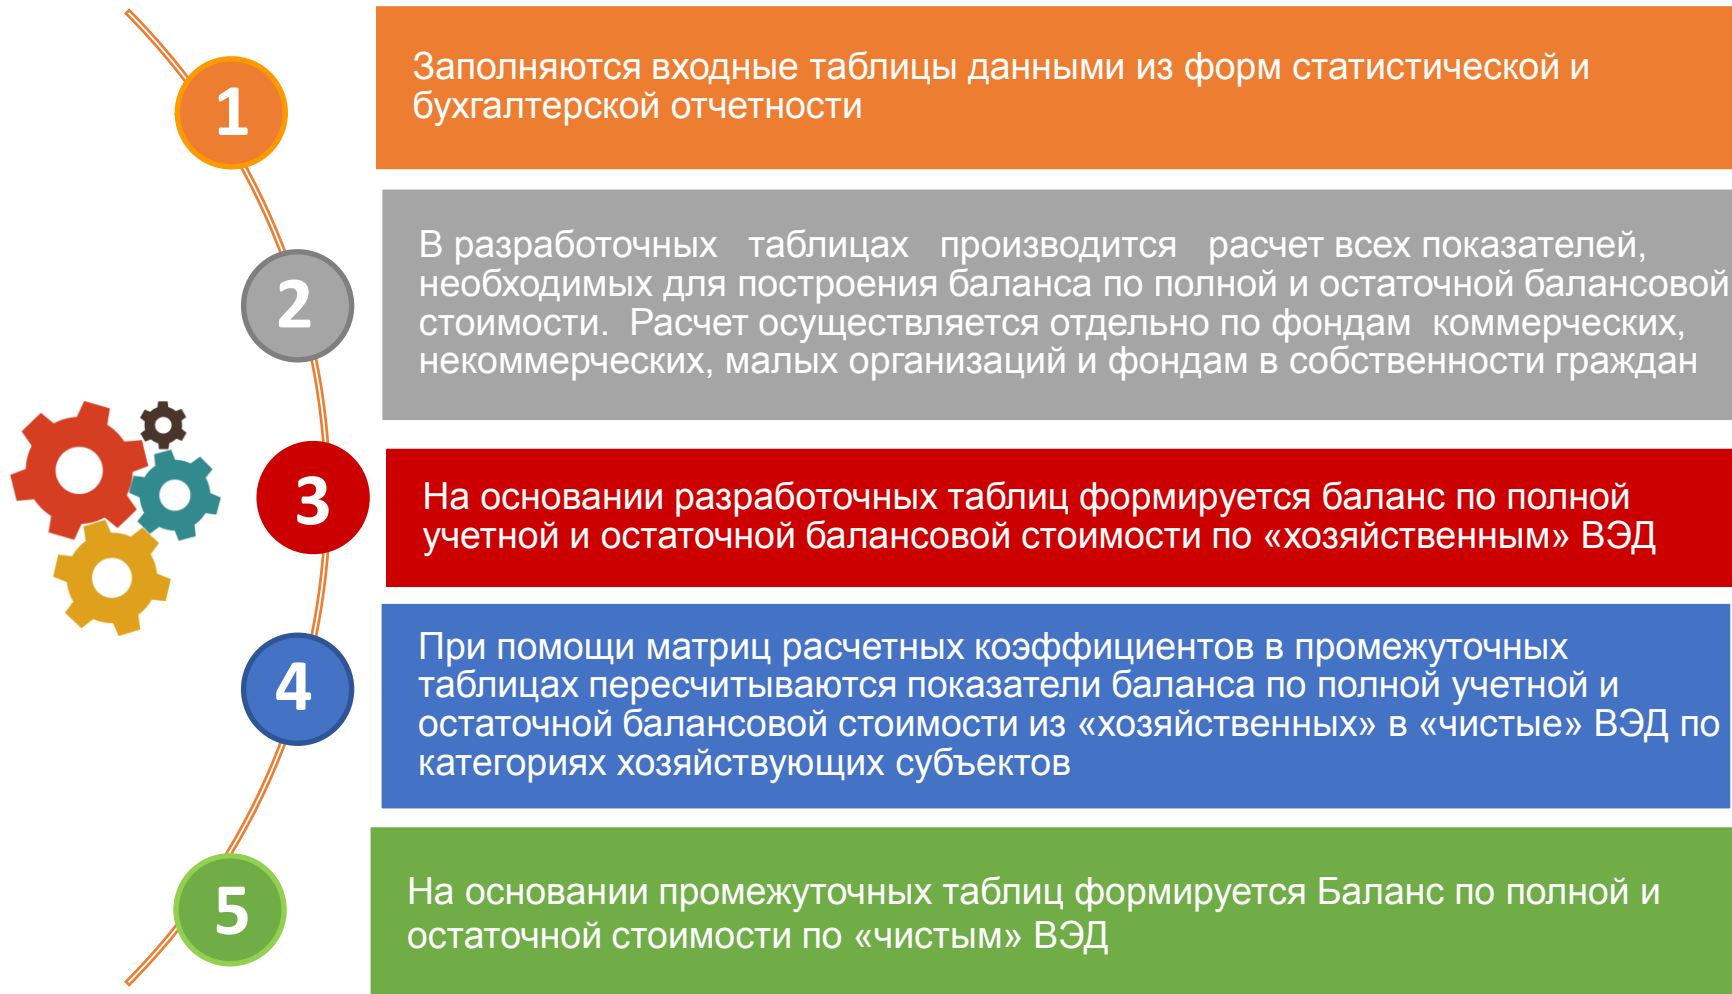 1
Заполняются входные таблицы данными из форм статистической и
бухгалтерской отчетности
2
В разработочных таблицах производится расчет всех показателей,
необходимых для построения баланса по полной и остаточной балансовой
стоимости. Расчет осуществляется отдельно по фондам коммерческих,
некоммерческих, малых организаций и фондам в собственности граждан
3
На основании разработочных таблиц формируется баланс по полной
учетной и остаточной балансовой стоимости по «хозяйственным» ВЭД
4
При помощи матриц расчетных коэффициентов в промежуточных
таблицах пересчитываются показатели баланса по полной учетной и
остаточной балансовой стоимости из «хозяйственных» в «чистые» ВЭД по
категориях хозяйствующих субъектов
5
На основании промежуточных таблиц формируется Баланс по полной и
остаточной стоимости по «чистым» ВЭД